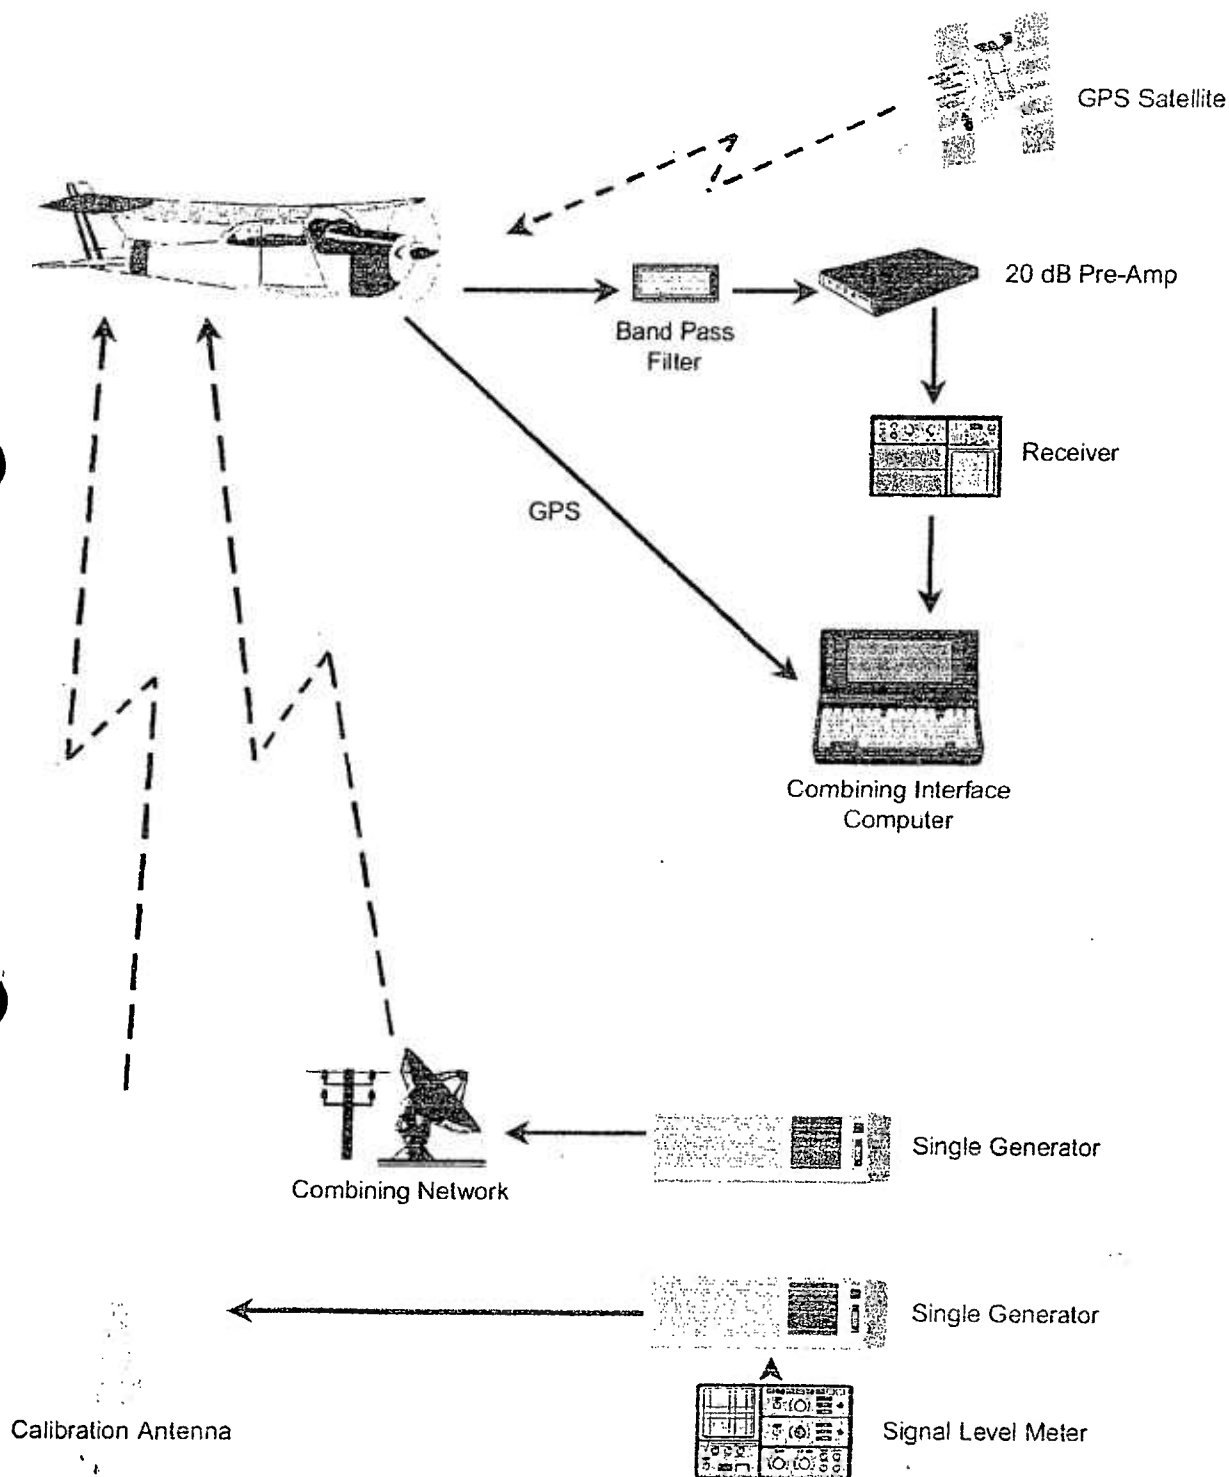 GPS Satellite
20 dB Pre-Amp
Band Pass
Filter
Receiver
GPS
Combining Interface
Computer
Combining Network
Single Generator
Single Generator
Calibration Antenna
Signal Level Meter